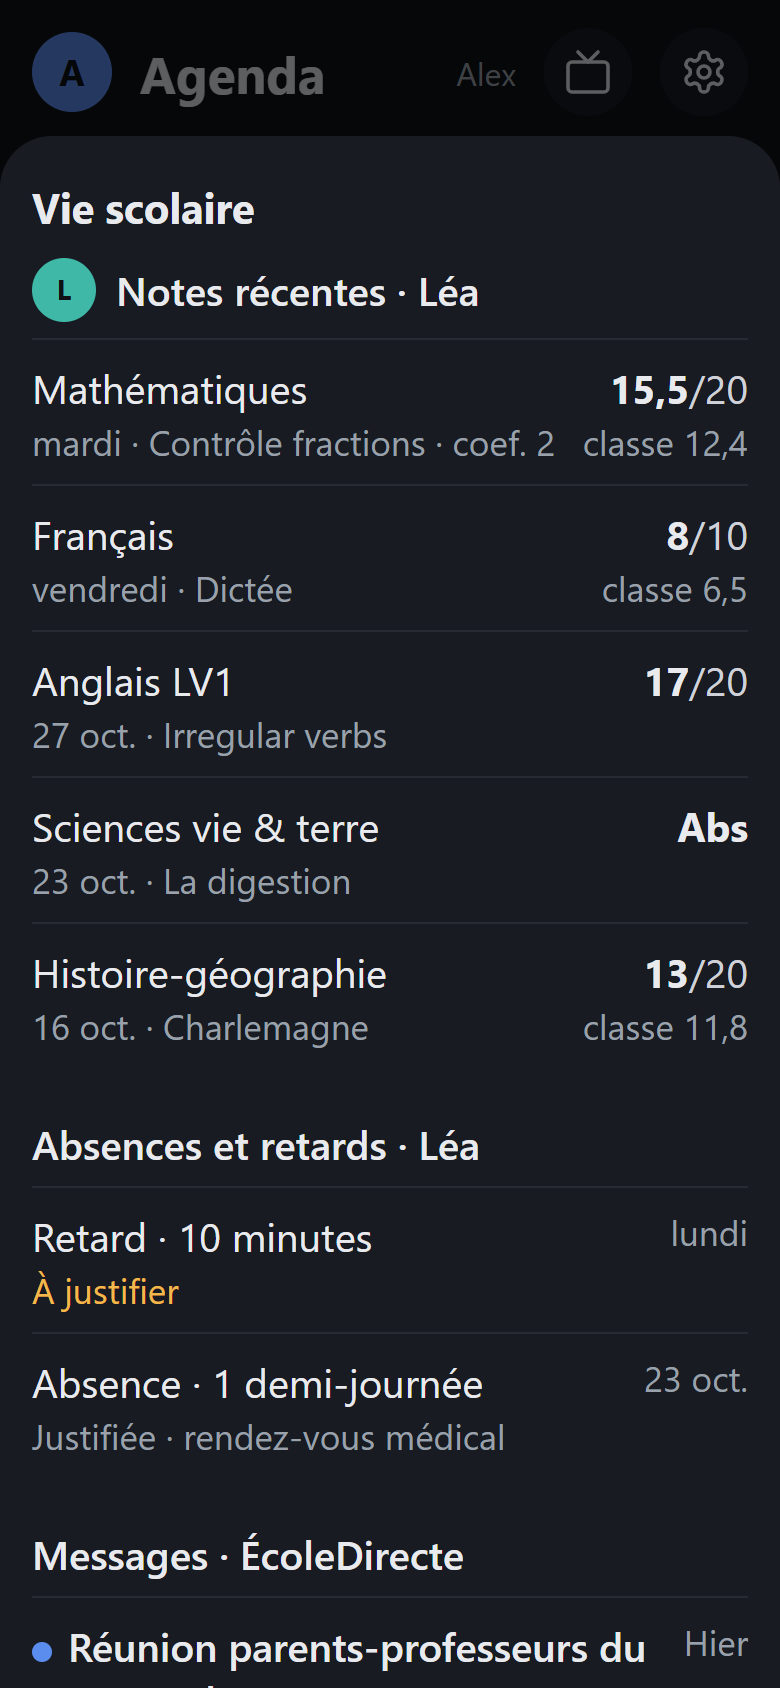 A Agenda Alex
Vie scolaire
L Notes récentes · Léa
Mathématiques 15,5/20
mardi · Contrôle fractions · coef. 2 classe 12,4
Français 8/10
vendredi · Dictée classe 6,5
Anglais LV1 17/20
27 oct. · Irregular verbs
Sciences vie & terre Abs
23 oct. · La digestion
Histoire-géographie 13/20
16 oct. · Charlemagne classe 11,8
Absences et retards · Léa
Retard · 10 minutes lundi
À justifier
Absence · 1 demi-journée 23 oct.
Justifiée · rendez-vous médical
Messages · ÉcoleDirecte
Réunion parents-professeurs du Hier